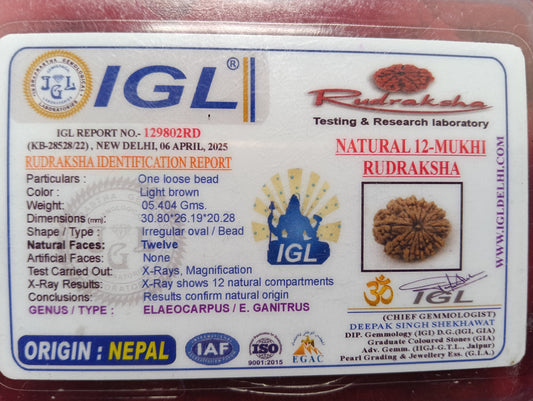 IGL®
Rudraksha
Testing & Research laboratory
IGL REPORT NO.- 129802RD
(KB-28528/22), NEW DELHI, 06 APRIL, 2025
RUDRAKSHA IDENTIFICATION REPORT
NATURAL 12-MUKHI
RUDRAKSHA
Particulars : One loose bead
Color : Light brown
Weight: 05.404 Gms.
Dimensions (mm): 30.80*26.19*20.28
Shape / Type : Irregular oval / Bead
Natural Faces: Twelve
Artificial Faces: None
Test Carried Out: X-Rays, Magnification
X-Ray Results: X-Ray shows 12 natural compartments
Conclusions: Results confirm natural origin
GENUS / TYPE : ELAEOCARPUS / E. GANITRUS
IGL
ॐ IGL
(CHIEF GEMMOLOGIST)
DEEPAK SINGH SHEKHAWAT
DIP. Gemmology (IGI) D.G.(IGI, GIA)
Graduate Coloured Stones (GIA)
Adv. Gemm. (HGJ-G.T.L., Jaipur)
Pearl Grading & Jewellery Ess. (G.I.A.)
ORIGIN : NEPAL
IAF
ISO
9001:2015
EGAC
WWW.IGLDELHI.COM